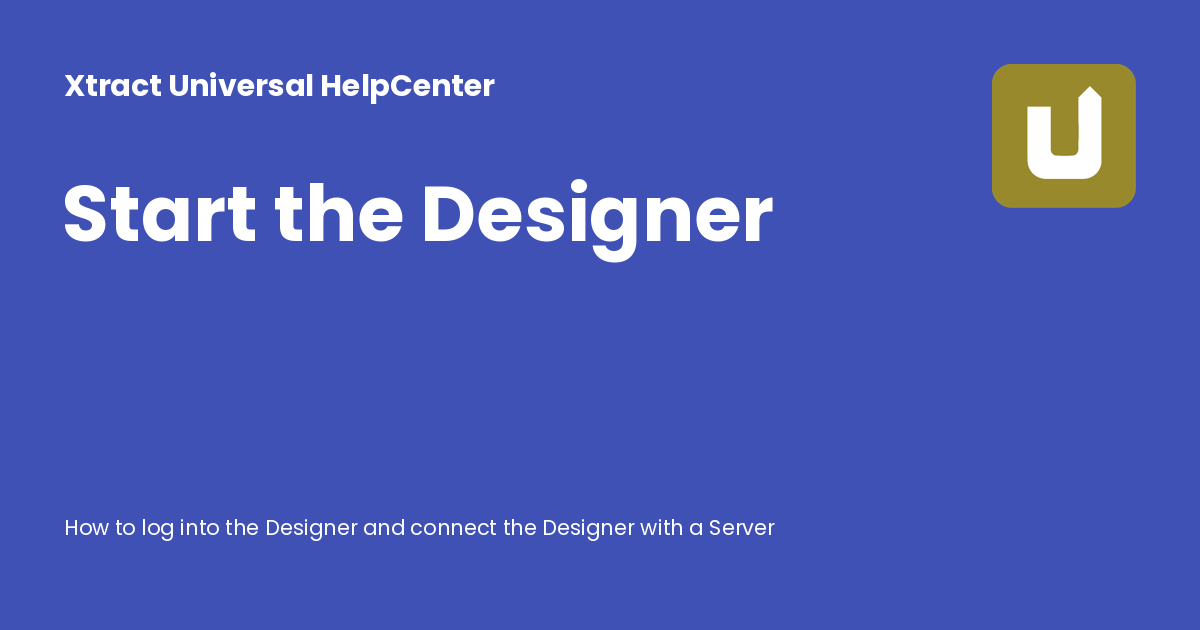 Xtract Universal HelpCenter
Start the Designer
How to log into the Designer and connect the Designer with a Server